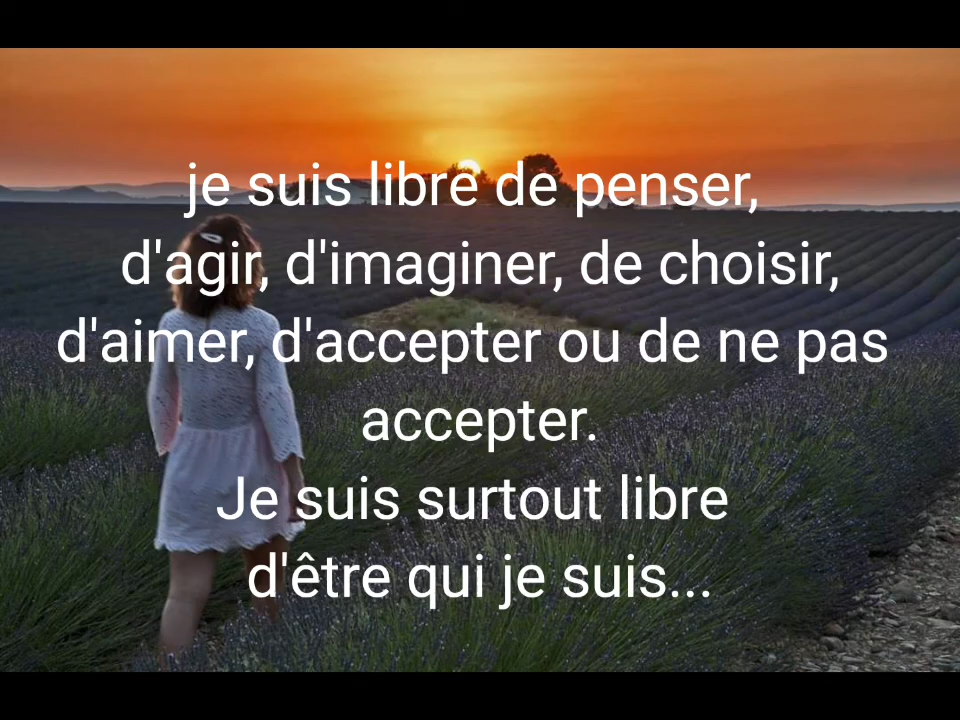 je suis libre de penser,
d'agir, d'imaginer, de choisir,
d'aimer, d'accepter ou de ne pas
accepter.
Je suis surtout libre
d'être qui je suis...